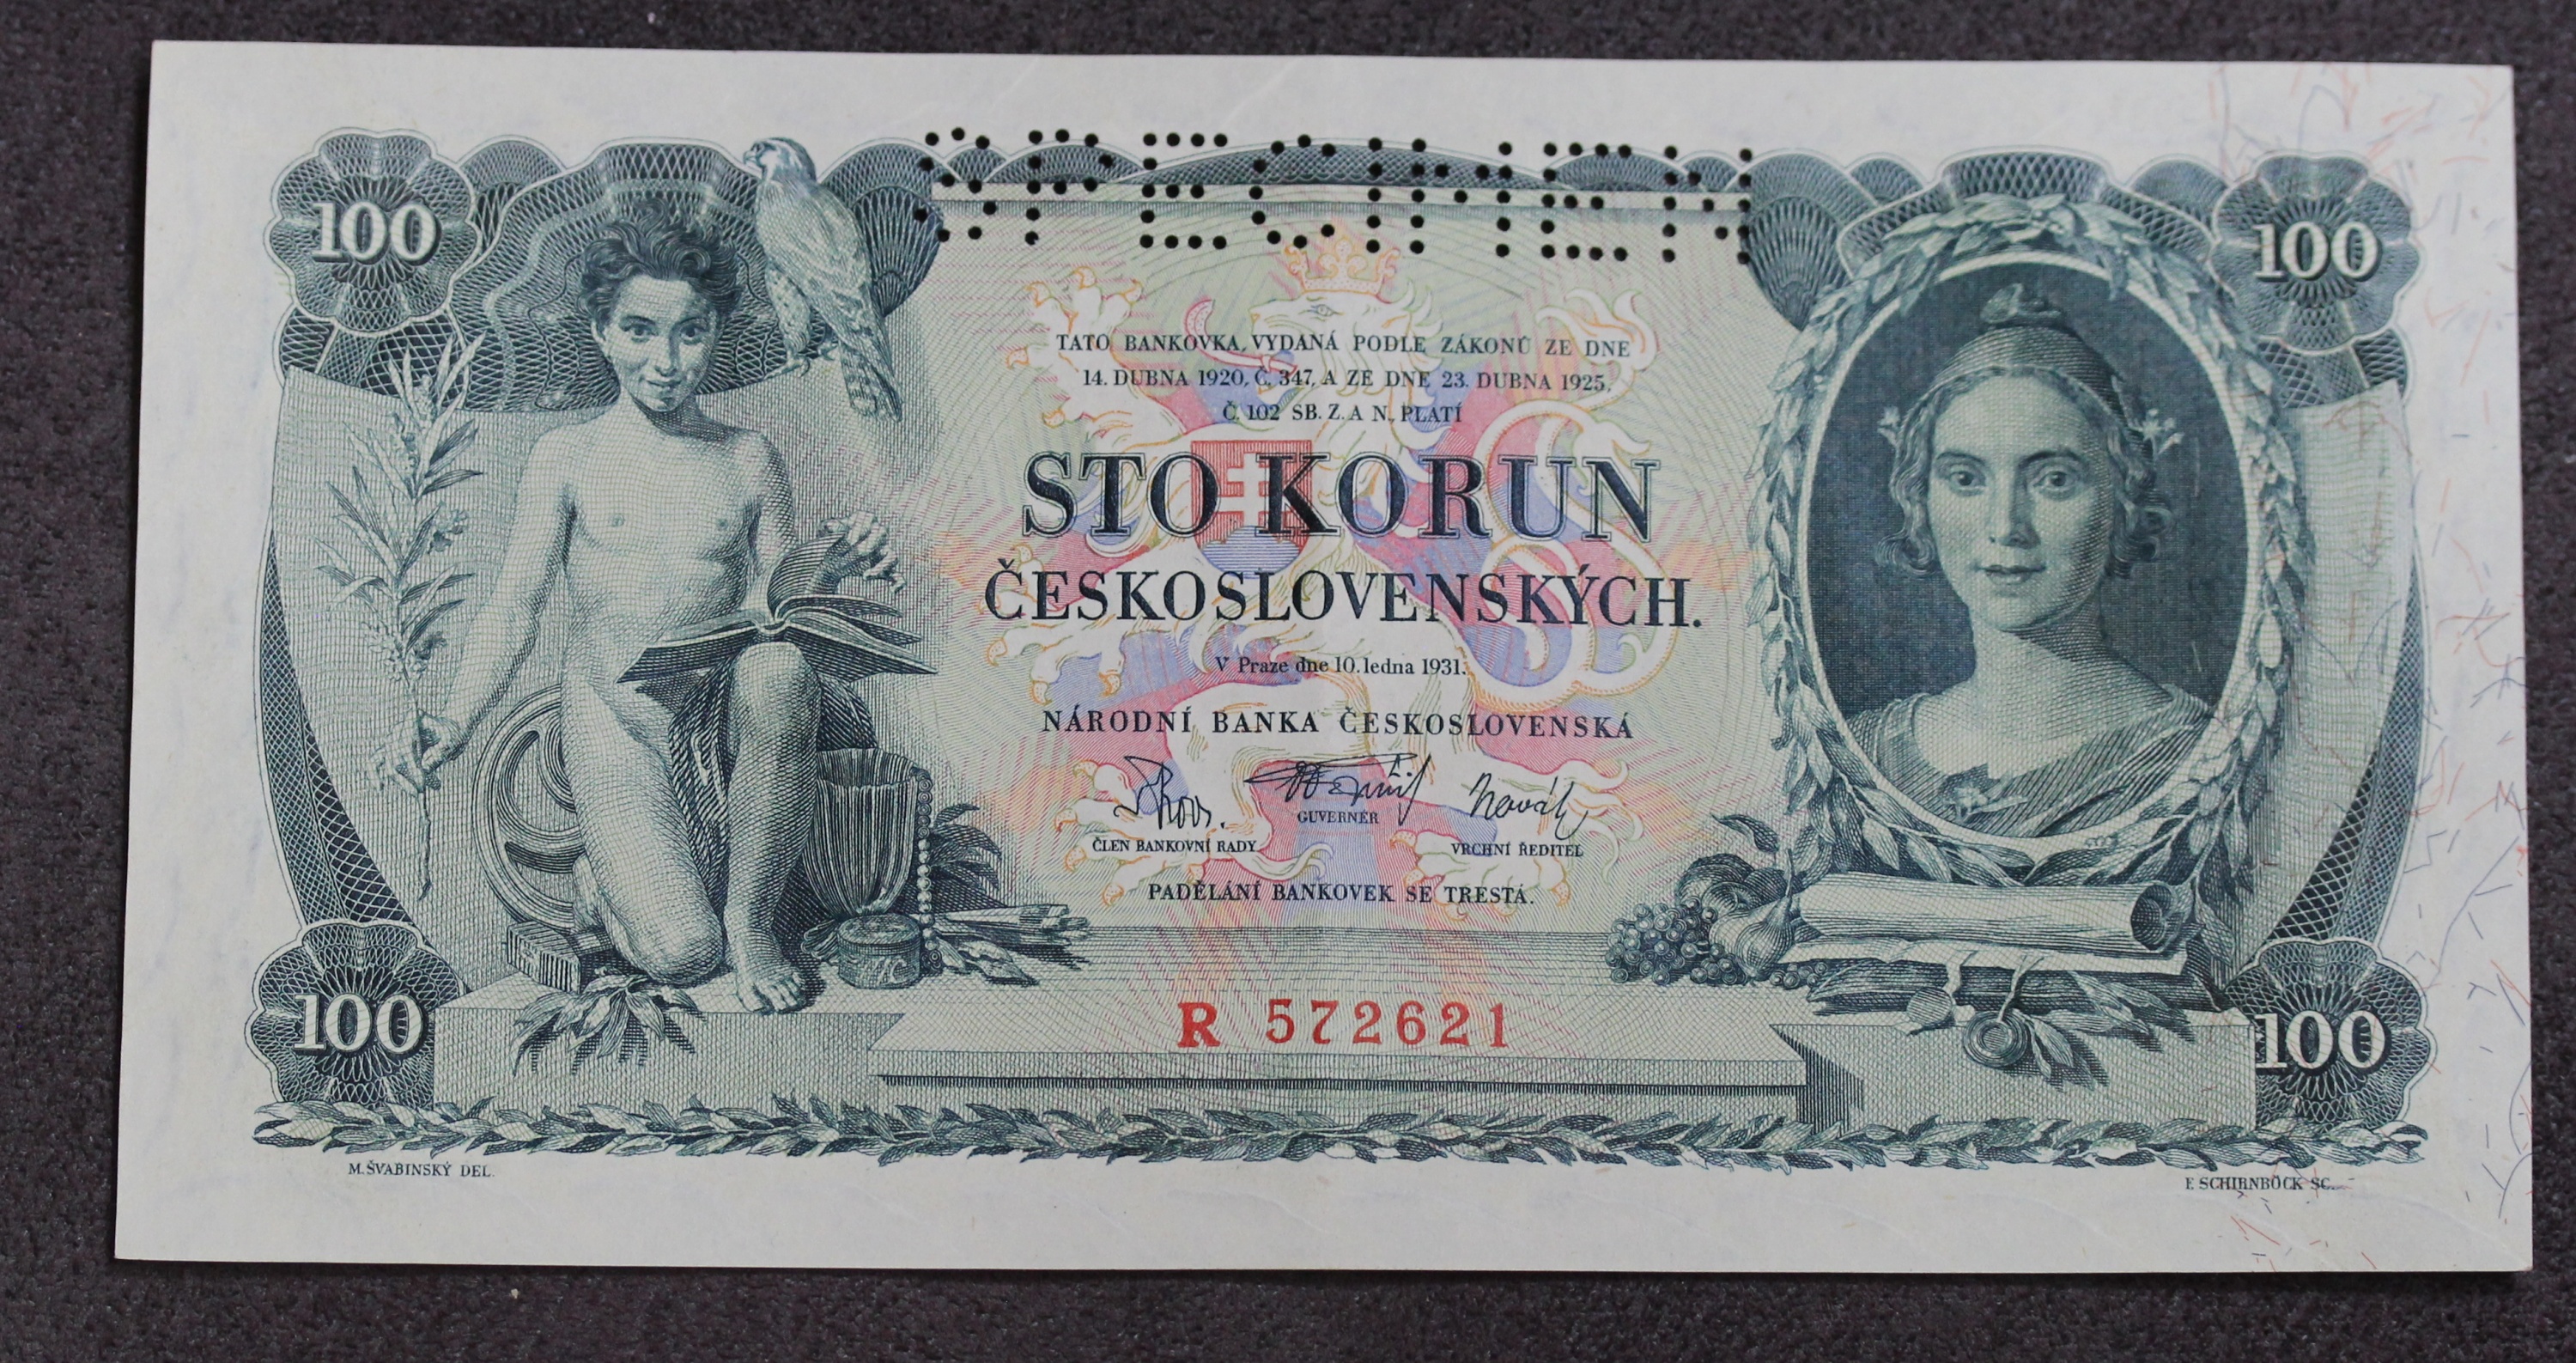 SPECIMEN
100
100
TATO BANKOVKA, VYDANÁ PODLE ZÁKONŮ ZE DNE
14. DUBNA 1920, Č. 347, A ZE DNE 23. DUBNA 1925,
Č. 102 SB. Z. A N., PLATÍ
STO KORUN
ČESKOSLOVENSKÝCH.
V Praze dne 10. ledna 1931.
NÁRODNÍ BANKA ČESKOSLOVENSKÁ
GUVERNÉR
ČLEN BANKOVNÍ RADY
VRCHNÍ ŘEDITEL
PADĚLÁNÍ BANKOVEK SE TRESTÁ.
R 572621
100
100
M. ŠVABINSKÝ DEL.
F. SCHIRNBÖCK SC.